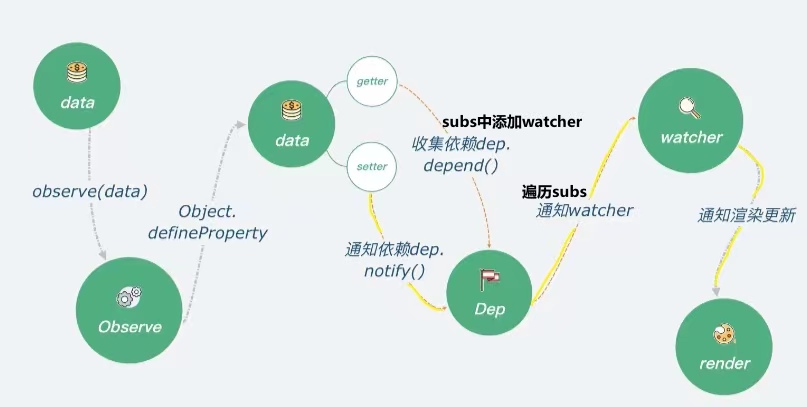 data
observe(data)
Observe
Object.
defineProperty
data
getter
setter
subs中添加watcher
收集依赖dep.
depend()
通知依赖dep.
notify()
Dep
遍历subs
通知watcher
watcher
通知渲染更新
render